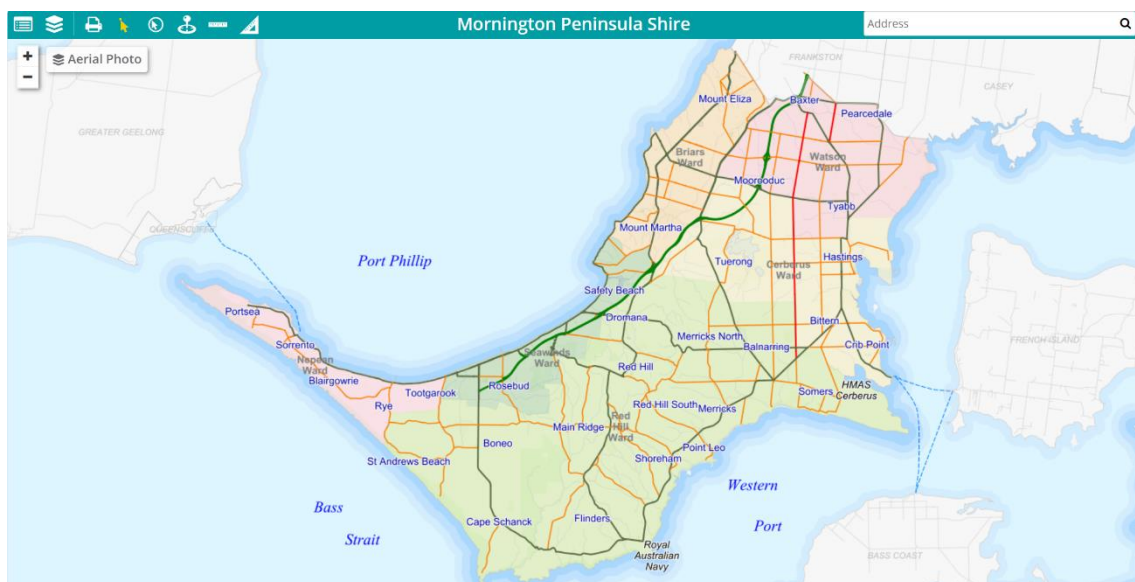 Mornington Peninsula Shire
Address
+
−
Aerial Photo
FRANKSTON
CASEY
Mount Eliza
Baxter
Pearcedale
GREATER GEELONG
Briars
Ward
Watson
Ward
Moorooduc
Tyabb
QUEENSCLIFFE
Mount Martha
Port Phillip
Tuerong
Cerberus
Ward
Hastings
Safety Beach
Portsea
Dromana
Bittern
Merricks North
Sorrento
Balnarring
Crib Point
FRENCH ISLAND
Nepean
Ward
Seawinds
Ward
Red Hill
Blairgowrie
Rosebud
HMAS
Cerberus
Tootgarook
Somers
Rye
Red Hill South
Merricks
Main Ridge
Red
Hill
Ward
Boneo
Point Leo
St Andrews Beach
Shoreham
Western
Port
Bass
Strait
Cape Schanck
Flinders
Royal
Australian
Navy
BASS COAST